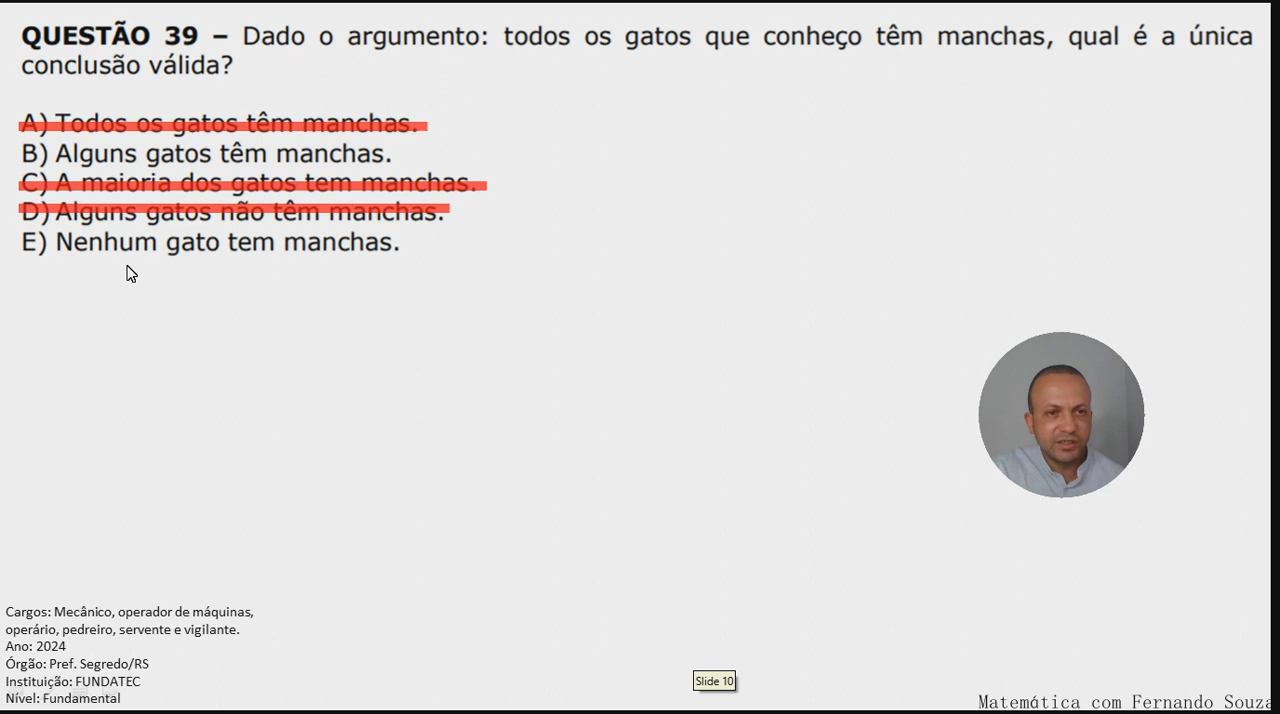 QUESTÃO 39 – Dado o argumento: todos os gatos que conheço têm manchas, qual é a única
conclusão válida?
A) Todos os gatos têm manchas.
B) Alguns gatos têm manchas.
C) A maioria dos gatos tem manchas.
D) Alguns gatos não têm manchas.
E) Nenhum gato tem manchas.
Cargos: Mecânico, operador de máquinas,
operário, pedreiro, servente e vigilante.
Ano: 2024
Órgão: Pref. Segredo/RS
Instituição: FUNDATEC
Nível: Fundamental
Slide 10
Matemática com Fernando Souza